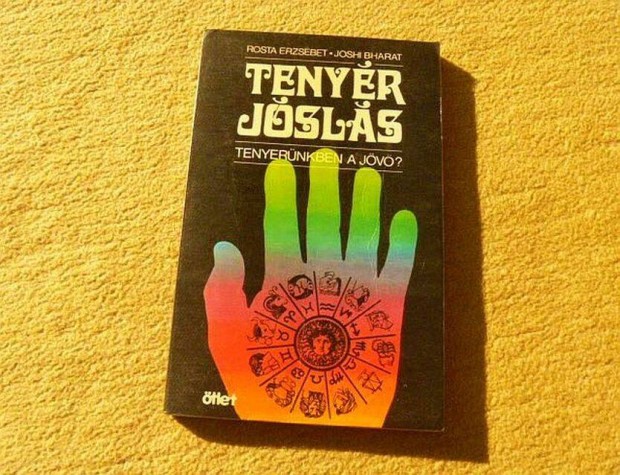 ROSTA ERZSÉBET • JOSHI BHARAT
TENYÉR
JÓSLÁS
TENYERÜNKBEN A JÖVŐ?
ötlet